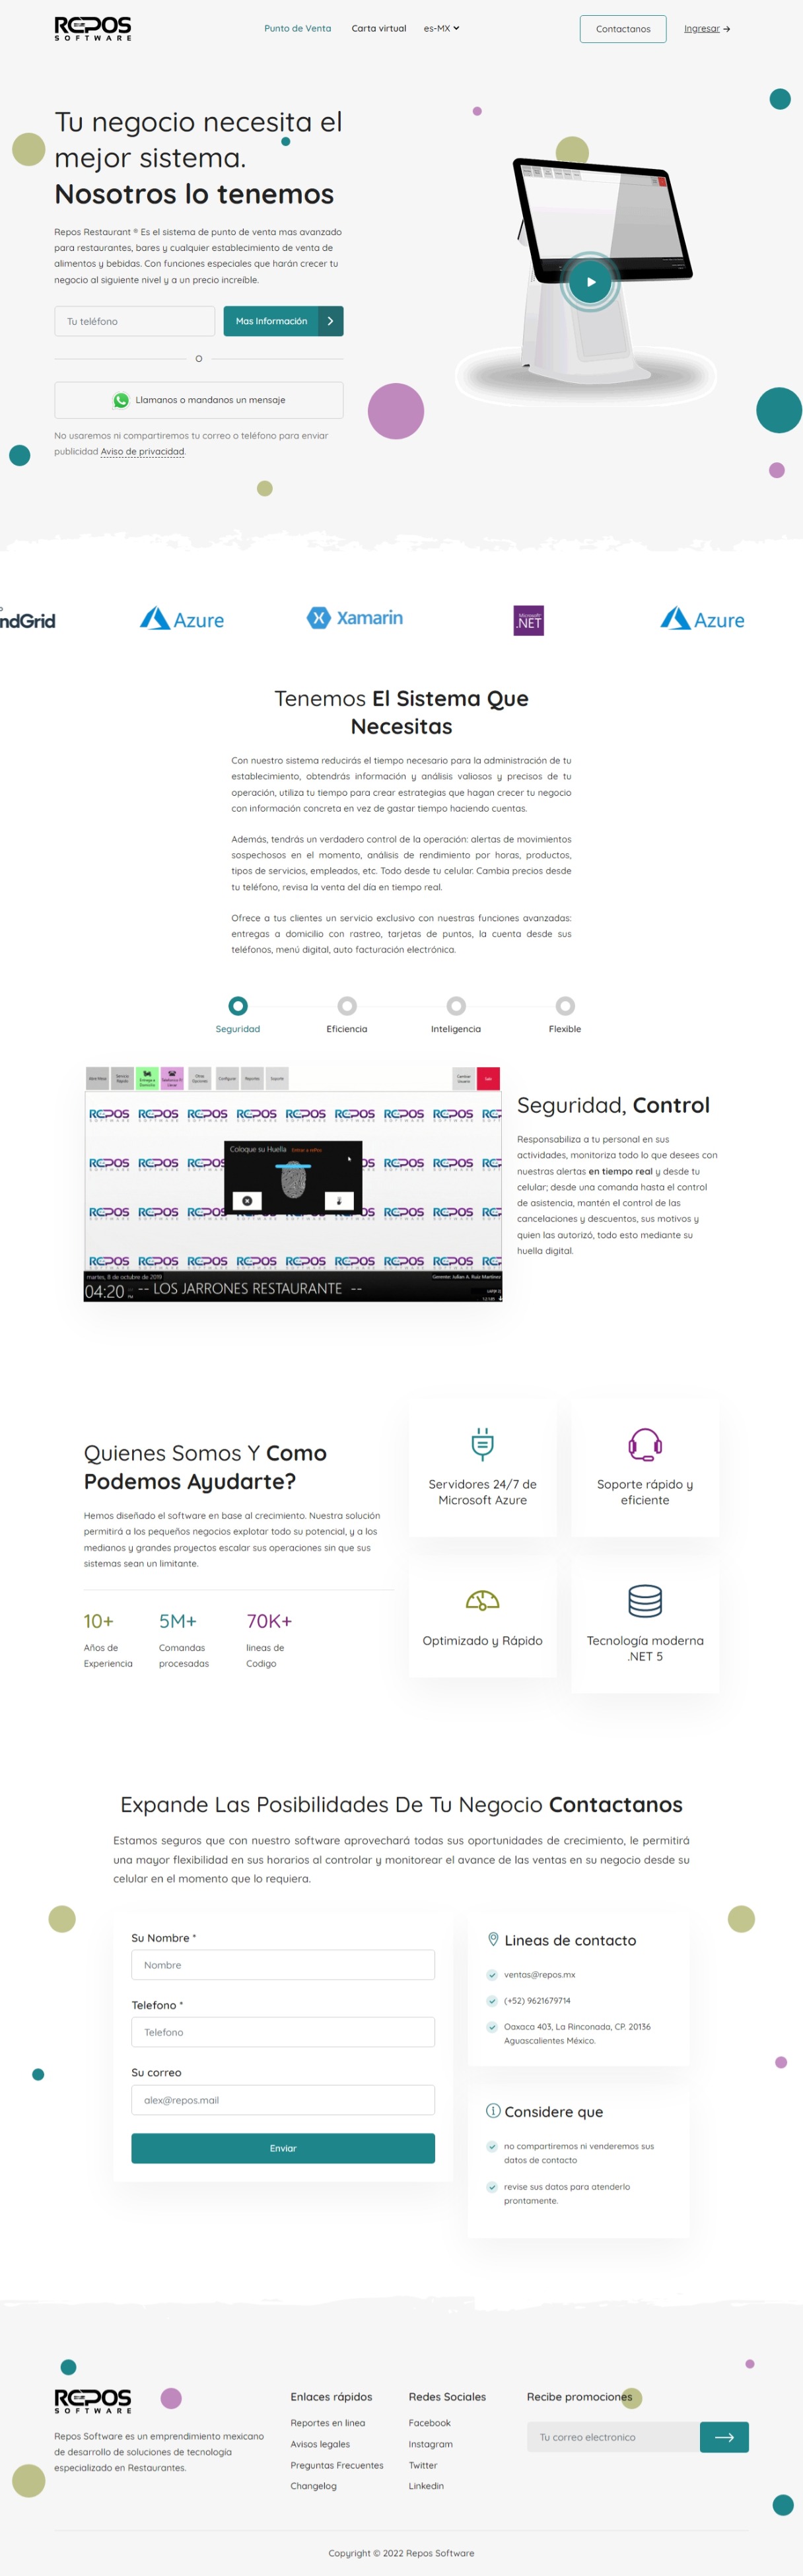 REPOS
SOFTWARE
Punto de Venta
Carta virtual
es-MX
Contactanos
Ingresar →
Tu negocio necesita el
mejor sistema.
Nosotros lo tenemos
Repos Restaurant ® Es el sistema de punto de venta mas avanzado
para restaurantes, bares y cualquier establecimiento de venta de
alimentos y bebidas. Con funciones especiales que harán crecer tu
negocio al siguiente nivel y a un precio increíble.
Tu teléfono
Mas Información
O
Llamanos o mandanos un mensaje
No usaremos ni compartiremos tu correo o teléfono para enviar
publicidad Aviso de privacidad.
ndGrid
Azure
Xamarin
Microsoft
.NET
Azure
Tenemos El Sistema Que
Necesitas
Con nuestro sistema reducirás el tiempo necesario para la administración de tu
establecimiento, obtendrás información y análisis valiosos y precisos de tu
operación, utiliza tu tiempo para crear estrategias que hagan crecer tu negocio
con información concreta en vez de gastar tiempo haciendo cuentas.
Además, tendrás un verdadero control de la operación: alertas de movimientos
sospechosos en el momento, análisis de rendimiento por horas, productos,
tipos de servicios, empleados, etc. Todo desde tu celular. Cambia precios desde
tu teléfono, revisa la venta del día en tiempo real.
Ofrece a tus clientes un servicio exclusivo con nuestras funciones avanzadas:
entregas a domicilio con rastreo, tarjetas de puntos, la cuenta desde sus
teléfonos, menú digital, auto facturación electrónica.
Seguridad
Eficiencia
Inteligencia
Flexible
Coloque su Huella
martes, 8 de octubre de 2019
Gerente: Julian A. Ruiz Martinez
04:20 PM
-- LOS JARRONES RESTAURANTE --
Seguridad, Control
Responsabiliza a tu personal en sus
actividades, monitoriza todo lo que desees con
nuestras alertas en tiempo real y desde tu
celular; desde una comanda hasta el control
de asistencia, mantén el control de las
cancelaciones y descuentos, sus motivos y
quien las autorizó, todo esto mediante su
huella digital.
Quienes Somos Y Como
Podemos Ayudarte?
Hemos diseñado el software en base al crecimiento. Nuestra solución
permitirá a los pequeños negocios explotar todo su potencial, y a los
medianos y grandes proyectos escalar sus operaciones sin que sus
sistemas sean un limitante.
10+
Años de
Experiencia
5M+
Comandas
procesadas
70K+
lineas de
Codigo
Servidores 24/7 de
Microsoft Azure
Soporte rápido y
eficiente
Optimizado y Rápido
Tecnología moderna
.NET 5
Expande Las Posibilidades De Tu Negocio Contactanos
Estamos seguros que con nuestro software aprovechará todas sus oportunidades de crecimiento, le permitirá
una mayor flexibilidad en sus horarios al controlar y monitorear el avance de las ventas en su negocio desde su
celular en el momento que lo requiera.
Su Nombre *
Nombre
Telefono *
Telefono
Su correo
alex@repos.mail
Enviar
Lineas de contacto
ventas@repos.mx
(+52) 9621679714
Oaxaca 403, La Rinconada, CP. 20136
Aguascalientes México.
Considere que
no compartiremos ni venderemos sus
datos de contacto
revise sus datos para atenderlo
prontamente.
REPOS
SOFTWARE
Repos Software es un emprendimiento mexicano
de desarrollo de soluciones de tecnología
especializado en Restaurantes.
Enlaces rápidos
Reportes en linea
Avisos legales
Preguntas Frecuentes
Changelog
Redes Sociales
Facebook
Instagram
Twitter
Linkedin
Recibe promociones
Tu correo electronico
Copyright © 2022 Repos Software